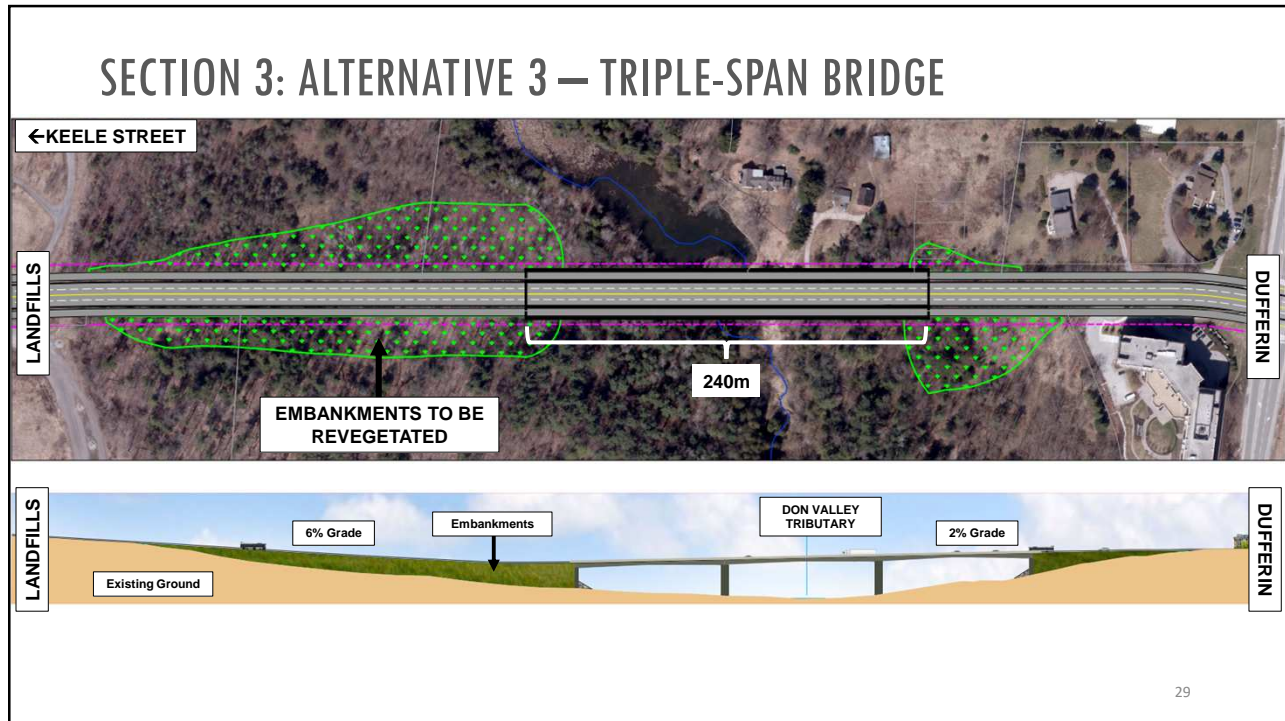 SECTION 3: ALTERNATIVE 3 – TRIPLE-SPAN BRIDGE
←KEELE STREET
LANDFILLS
DUFFERIN
240m
EMBANKMENTS TO BE
REVEGETATED
LANDFILLS
6% Grade
Embankments
DON VALLEY
TRIBUTARY
2% Grade
DUFFERIN
Existing Ground
29